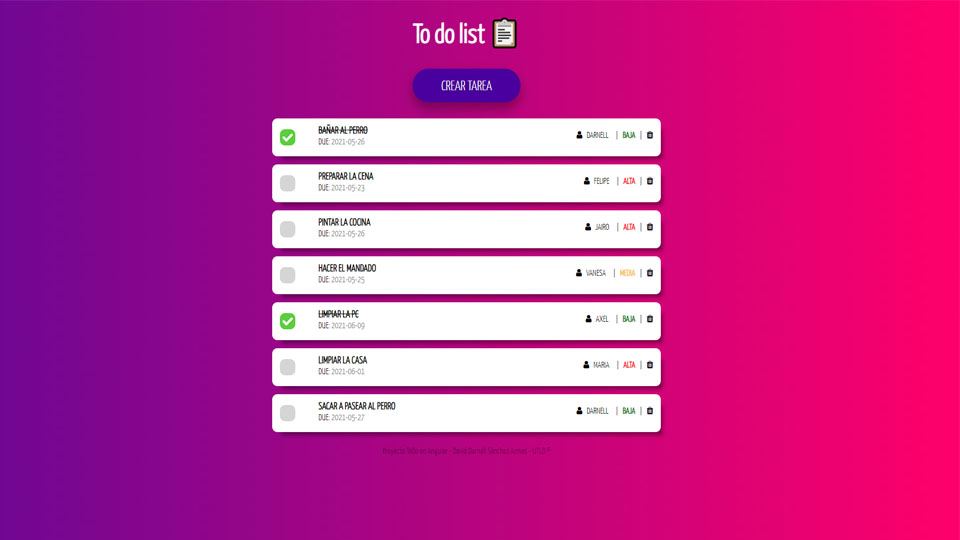 To do list
CREAR TAREA
BAÑAR AL PERRO
DUE: 2021-05-26
DARNELL | BAJA |
PREPARAR LA CENA
DUE: 2021-05-23
FELIPE | ALTA |
PINTAR LA COCINA
DUE: 2021-05-26
JAIRO | ALTA |
HACER EL MANDADO
DUE: 2021-05-25
VANESA | MEDIA |
LIMPIAR LA PC
DUE: 2021-06-09
AXEL | BAJA |
LIMPIAR LA CASA
DUE: 2021-06-01
MARIA | ALTA |
SACAR A PASEAR AL PERRO
DUE: 2021-05-27
DARNELL | BAJA |
Proyecto ToDo en Angular - David Darnell Sánchez